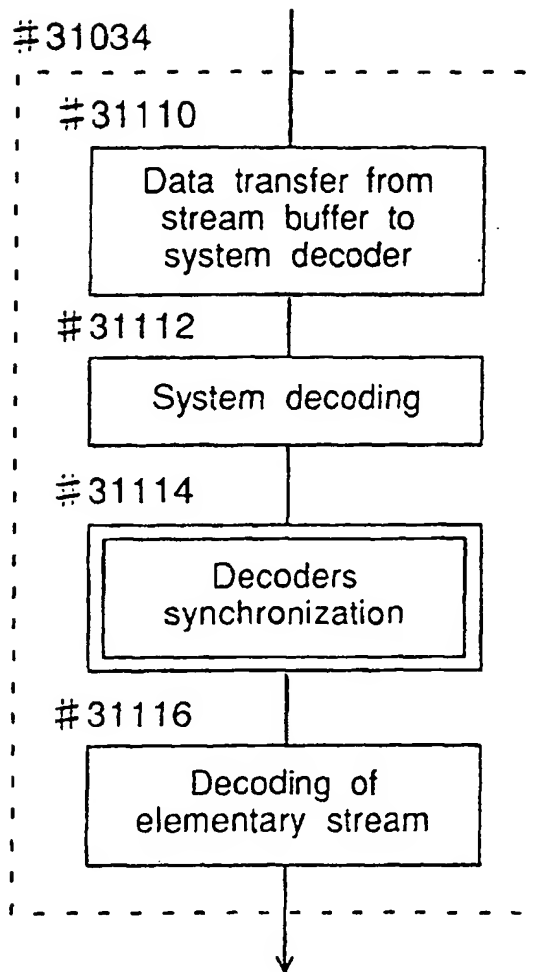 #31034
#31110
Data transfer from
stream buffer to
system decoder
#31112
System decoding
#31114
Decoders
synchronization
#31116
Decoding of
elementary stream